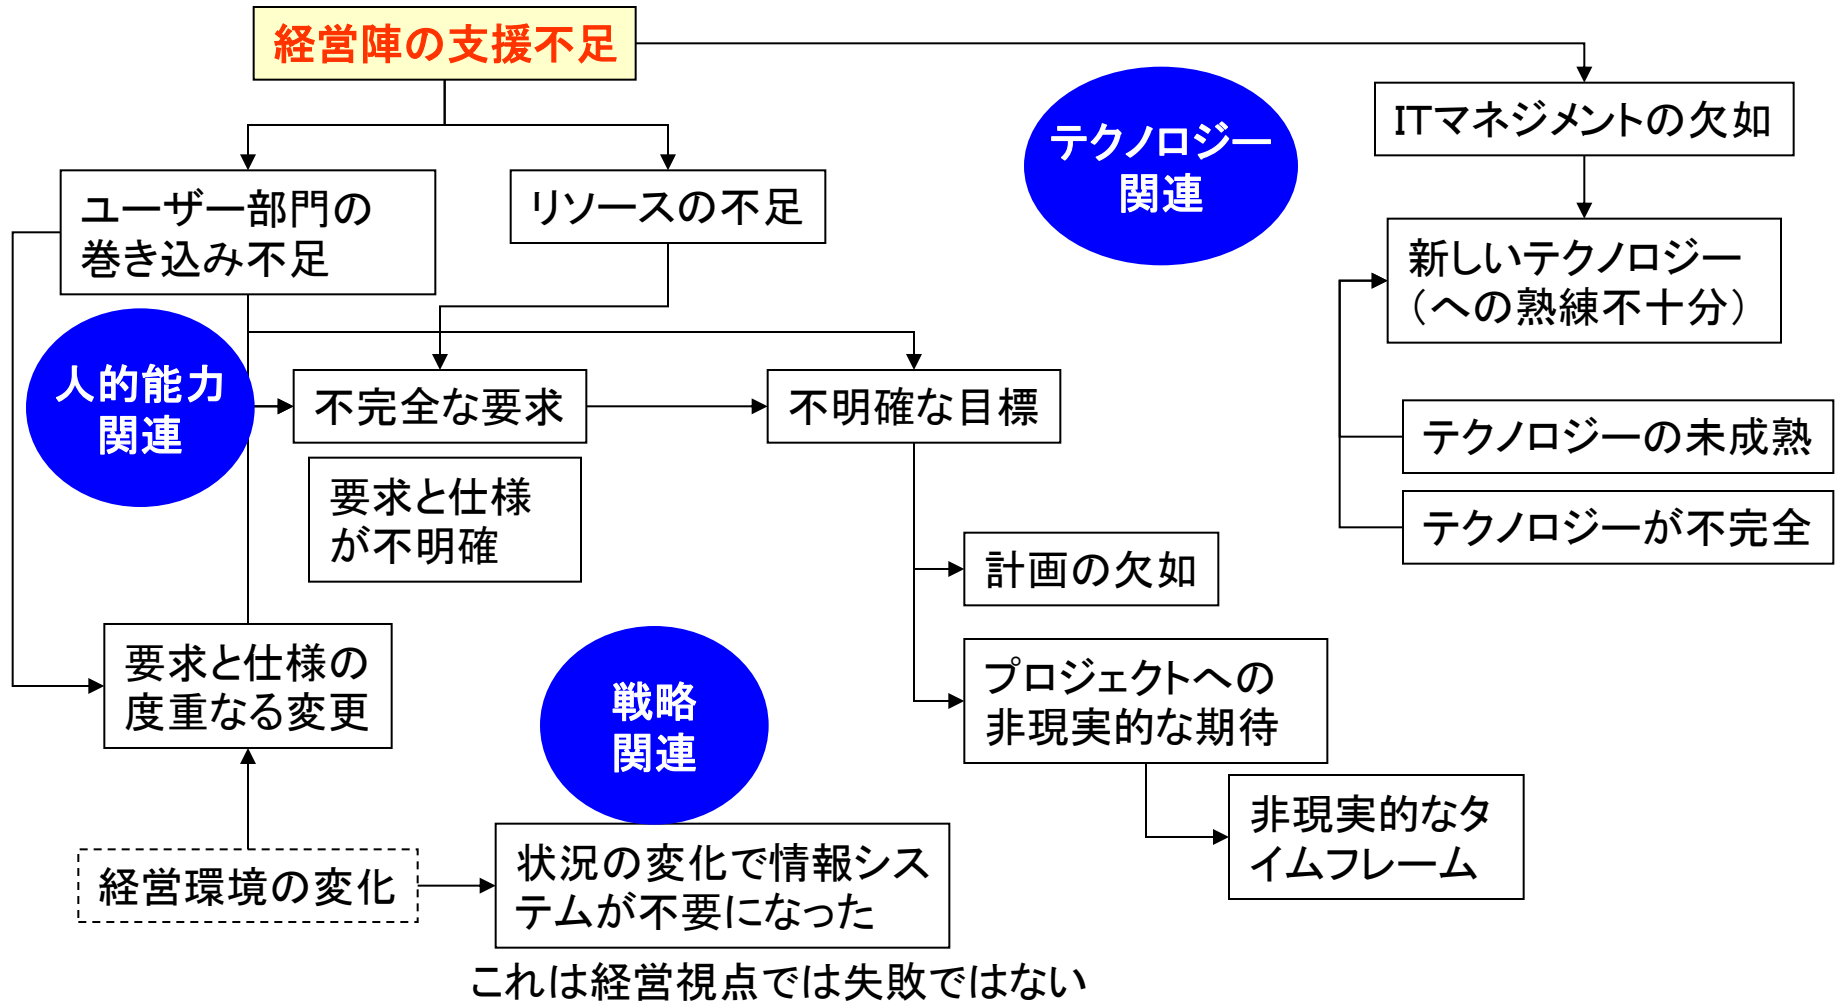 経営陣の支援不足
ITマネジメントの欠如
テクノロジー
関連
ユーザー部門の
巻き込み不足
リソースの不足
新しいテクノロジー
（への熟練不十分）
人的能力
関連
不完全な要求
不明確な目標
テクノロジーの未成熟
要求と仕様
が不明確
テクノロジーが不完全
計画の欠如
要求と仕様の
度重なる変更
戦略
関連
プロジェクトへの
非現実的な期待
非現実的なタ
イムフレーム
経営環境の変化
状況の変化で情報シス
テムが不要になった
これは経営視点では失敗ではない